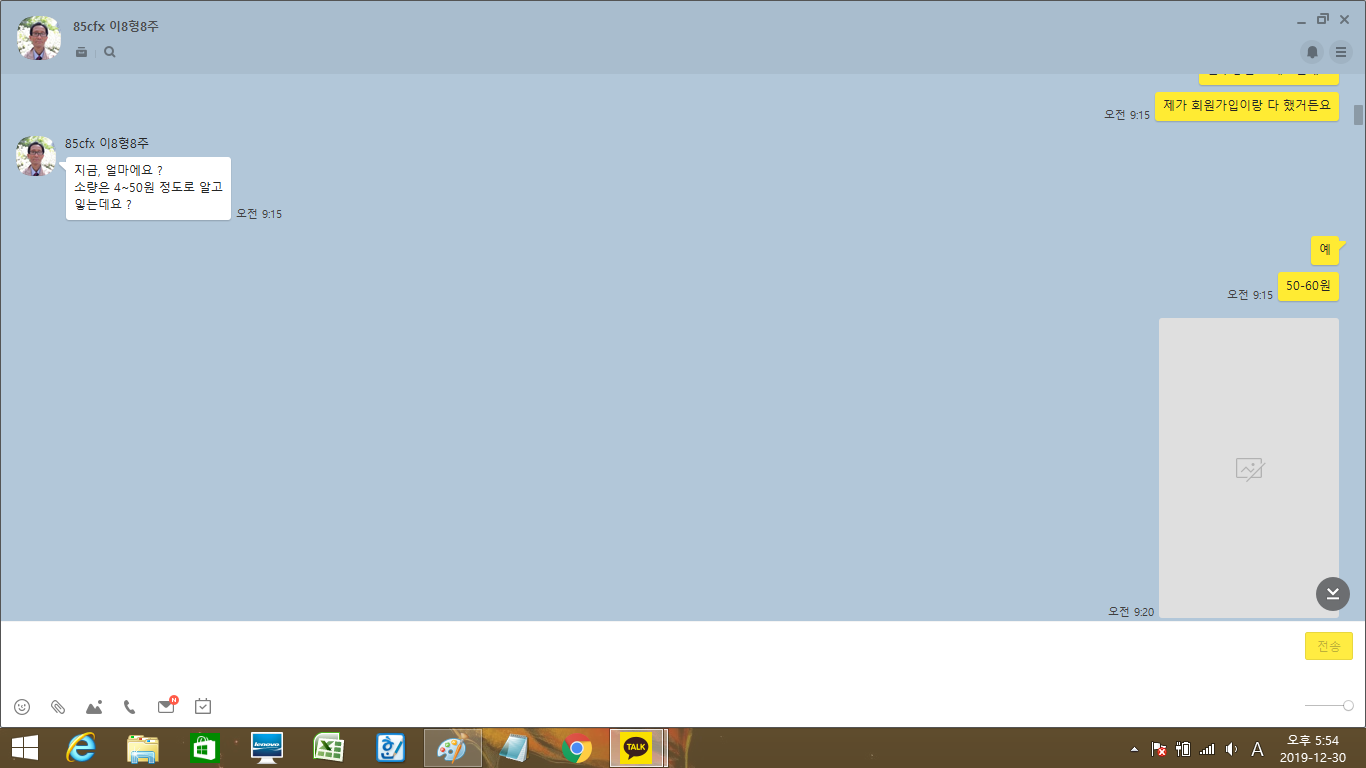 85cfx 이8형8주
제가 회원가입이랑 다 했거든요
오전 9:15
85cfx 이8형8주
지금, 얼마에요 ?
소량은 4~50원 정도로 알고
잏는데요 ?
오전 9:15
예
50-60원
오전 9:15
오전 9:20
전송
N
lenovo
TALK
A
오후 5:54
2019-12-30